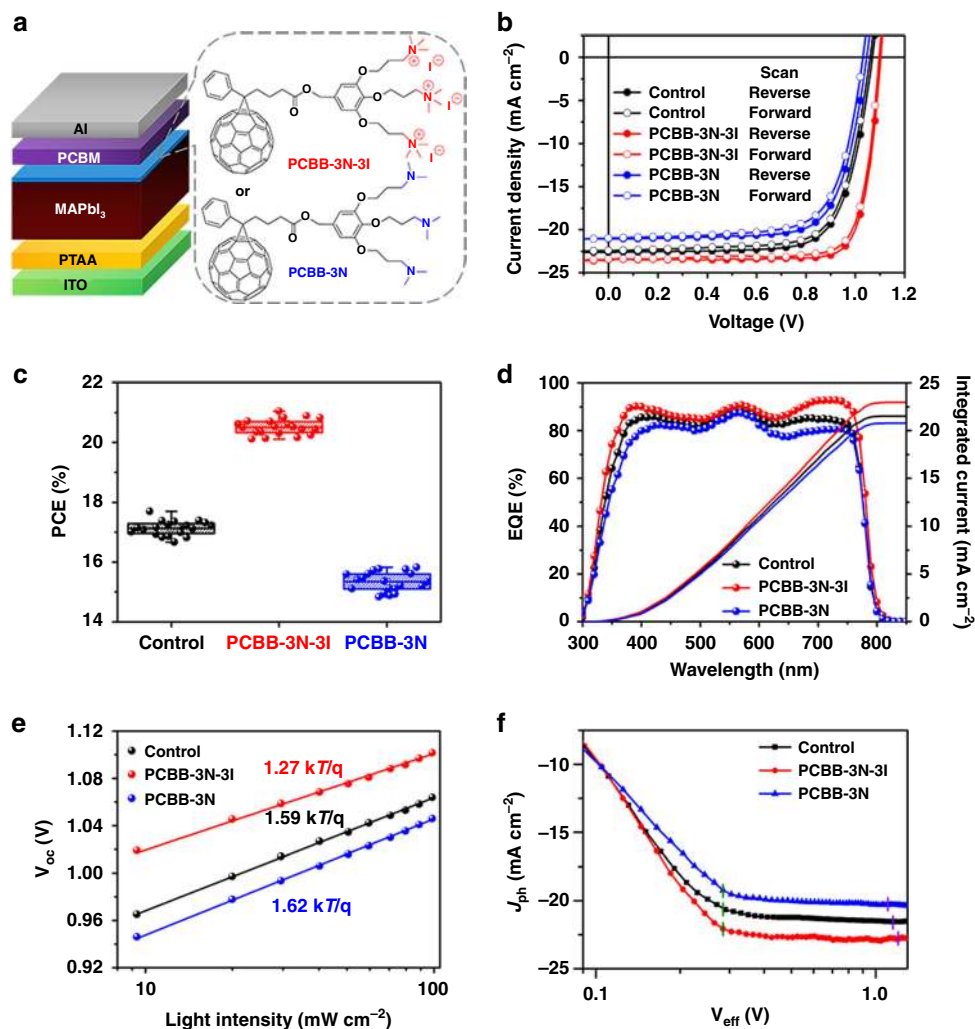 a
Al
PCBM
MAPbI3
PTAA
ITO
O
O
O
O
O
N
⊕
I⊖
N
⊕
I⊖
N
⊕
I⊖
PCBB-3N-3I
or
O
O
O
O
O
N
N
N
PCBB-3N
b
Current density (mA cm−2)
0
−5
−10
−15
−20
−25
0.0 0.2 0.4 0.6 0.8 1.0 1.2
Voltage (V)
Scan
Control Reverse
Control Forward
PCBB-3N-3I Reverse
PCBB-3N-3I Forward
PCBB-3N Reverse
PCBB-3N Forward
c
PCE (%)
22
20
18
16
14
Control PCBB-3N-3I PCBB-3N
d
EQE (%)
100
80
60
40
20
0
300 400 500 600 700 800
Wavelength (nm)
Integrated current (mA cm−2)
25
20
15
10
5
0
Control
PCBB-3N-3I
PCBB-3N
e
Voc (V)
1.12
1.08
1.04
1.00
0.96
0.92
10 100
Light intensity (mW cm−2)
Control
PCBB-3N-3I
PCBB-3N
1.27 kT/q
1.59 kT/q
1.62 kT/q
f
Jph (mA cm−2)
−10
−15
−20
−25
0.1 1.0
Veff (V)
Control
PCBB-3N-3I
PCBB-3N